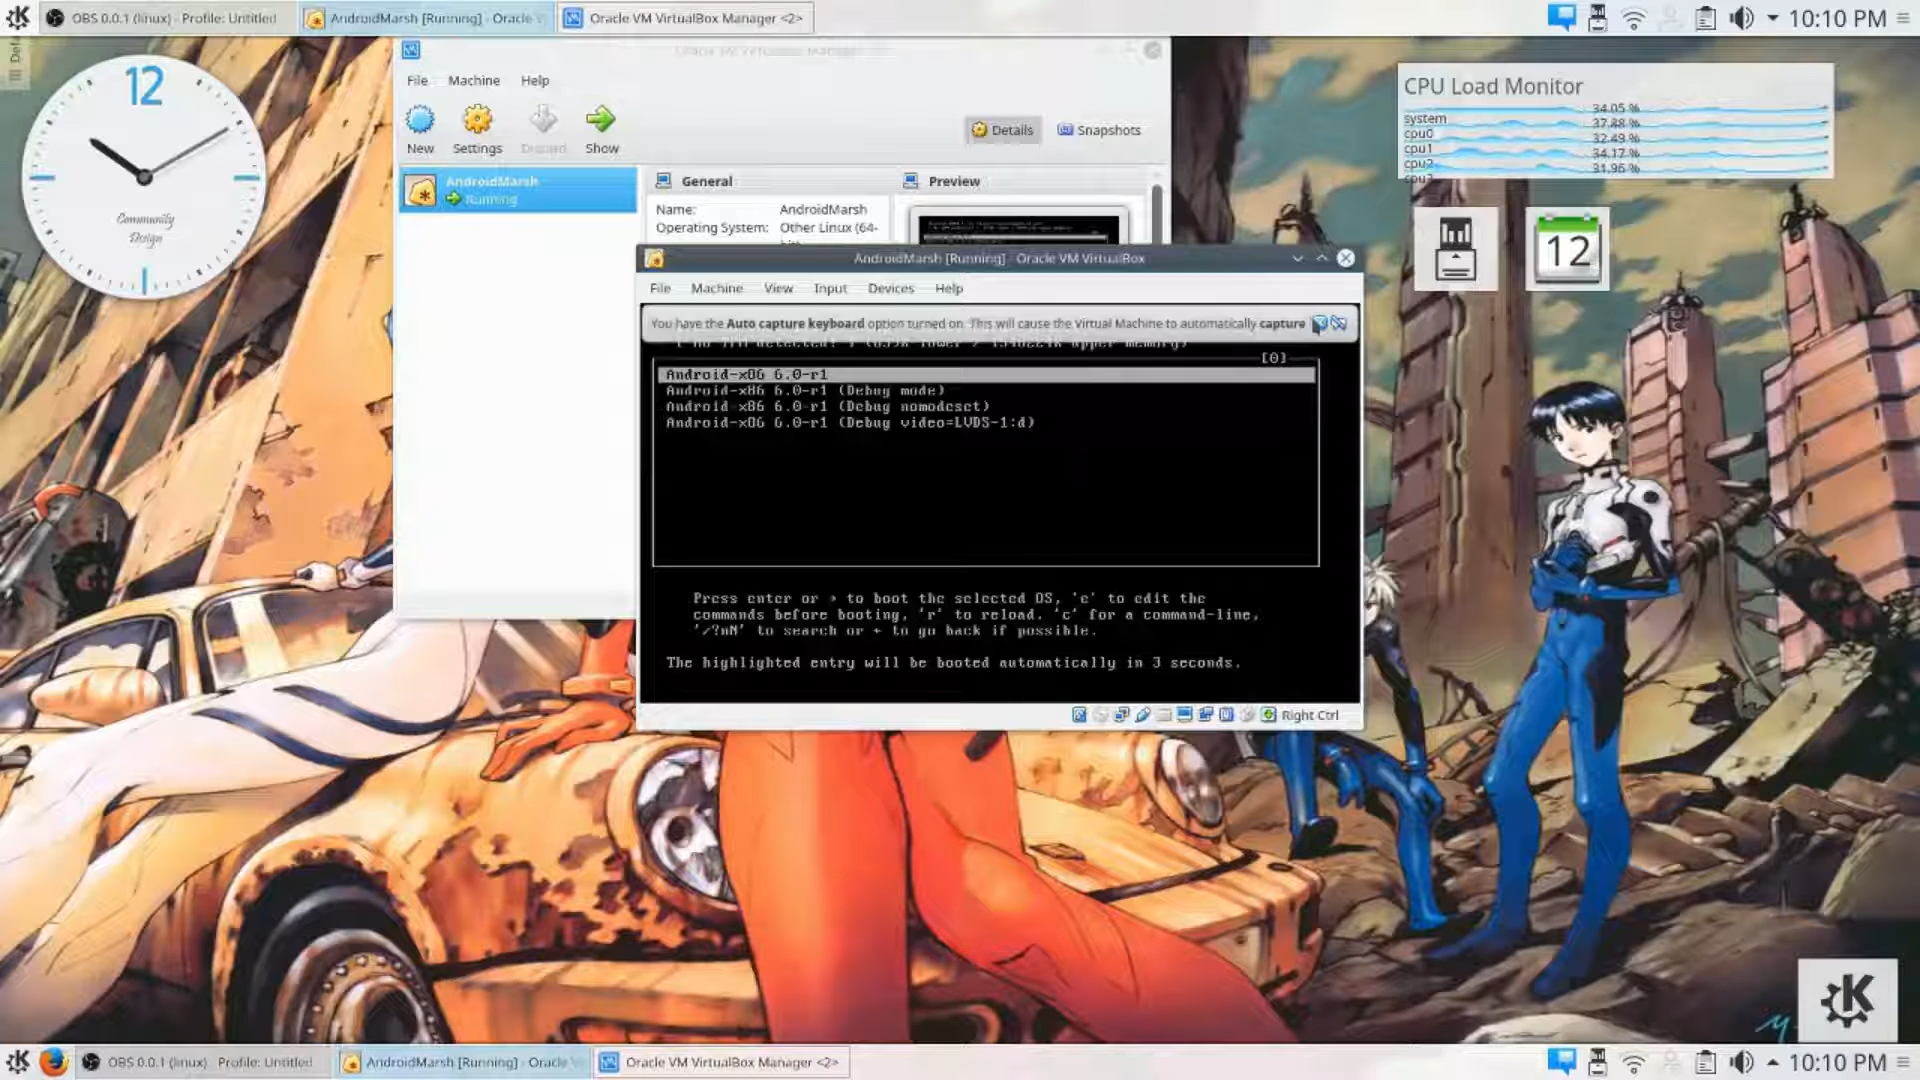 OBS 0.0.1 (linux) - Profile: Untitled
AndroidMarsh [Running] - Oracle V
Oracle VM VirtualBox Manager <2>
10:10 PM
12
Community
Design
File Machine Help
New Settings Discard Show
Details Snapshots
AndroidMarsh
Running
General
Preview
Name: AndroidMarsh
Operating System: Other Linux (64-
CPU Load Monitor
34.05 %
system
37.88 %
cpu0
32.49 %
cpu1
34.17 %
cpu2
31.96 %
cpu3
12
AndroidMarsh [Running] - Oracle VM VirtualBox
File Machine View Input Devices Help
You have the Auto capture keyboard option turned on. This will cause the Virtual Machine to automatically capture
[0]
Android-x86 6.0-r1
Android-x86 6.0-r1 (Debug mode)
Android-x86 6.0-r1 (Debug nomodeset)
Android-x86 6.0-r1 (Debug video=LVDS-1:d)
Press enter or → to boot the selected OS, 'e' to edit the
commands before booting, 'r' to reload, 'c' for a command-line,
'/?nN' to search or ← to go back if possible.
The highlighted entry will be booted automatically in 3 seconds.
Right Ctrl
OBS 0.0.1 (linux) Profile: Untitled
AndroidMarsh [Running] - Oracle
Oracle VM VirtualBox Manager <2>
10:10 PM